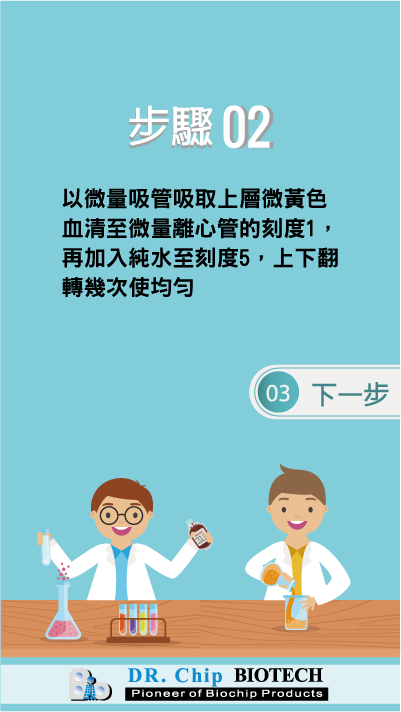 步驟 02
以微量吸管吸取上層微黃色
血清至微量離心管的刻度1，
再加入純水至刻度5，上下翻
轉幾次使均勻
03 下一步
DR. Chip BIOTECH
Pioneer of Biochip Products